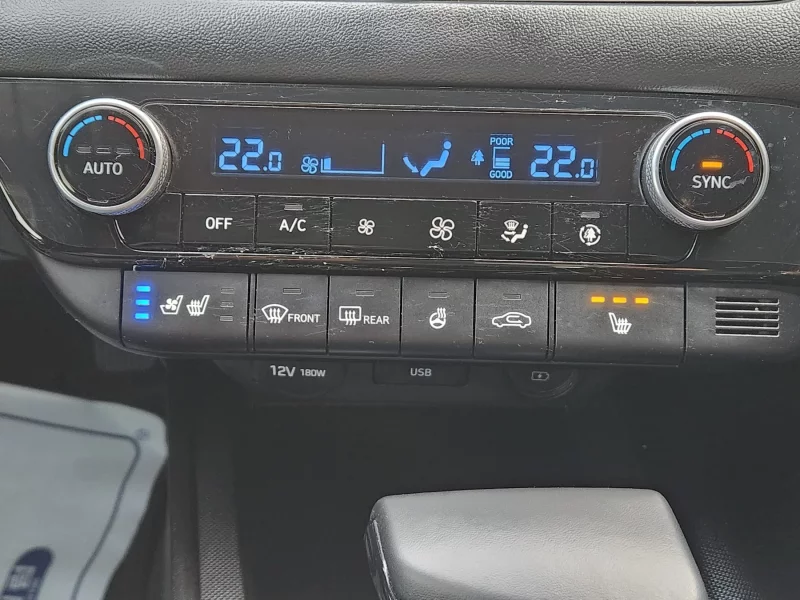 POOR
22.0 22.0
GOOD
AUTO SYNC
OFF A/C
FRONT REAR
12V 180W USB